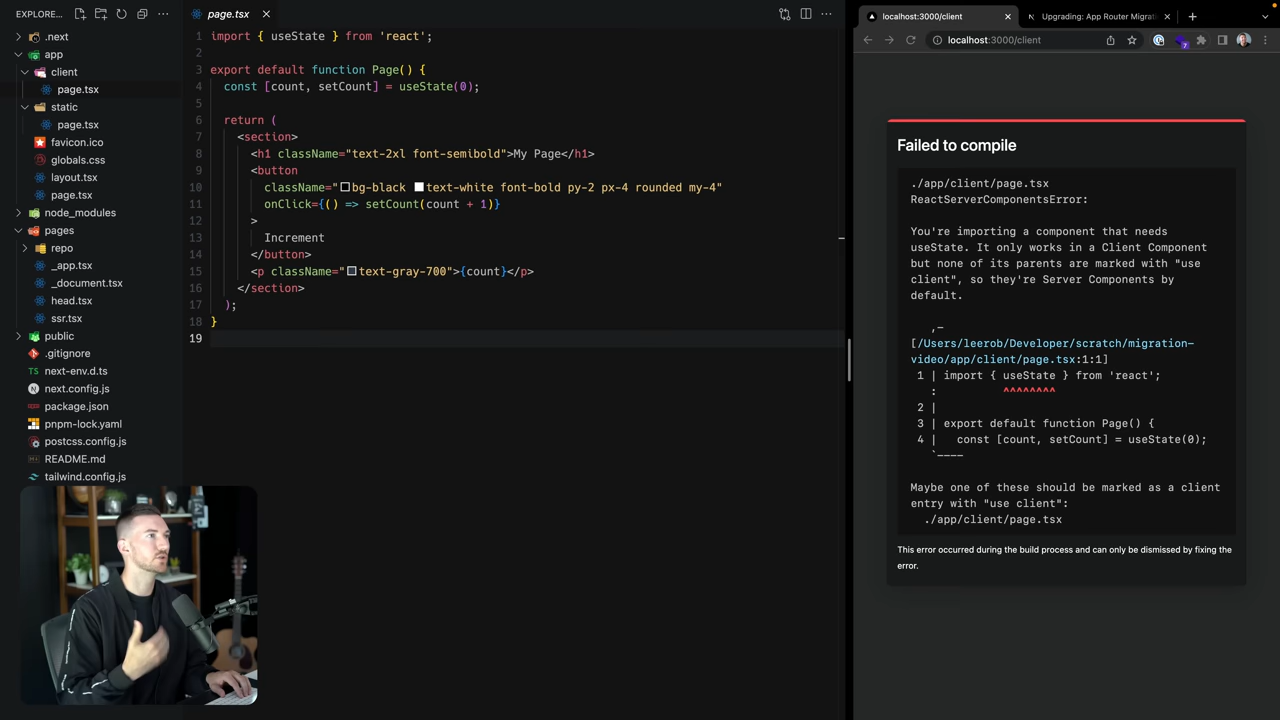 EXPLORE...
.next
app
client
page.tsx
static
page.tsx
favicon.ico
globals.css
layout.tsx
page.tsx
node_modules
pages
repo
_app.tsx
_document.tsx
head.tsx
ssr.tsx
public
.gitignore
TS next-env.d.ts
next.config.js
package.json
pnpm-lock.yaml
postcss.config.js
README.md
tailwind.config.js
page.tsx
1 import { useState } from 'react';
2
3 export default function Page() {
4 const [count, setCount] = useState(0);
5
6 return (
7 <section>
8 <h1 className="text-2xl font-semibold">My Page</h1>
9 <button
10 className="bg-black text-white font-bold py-2 px-4 rounded my-4"
11 onClick={() => setCount(count + 1)}
12 >
13 Increment
14 </button>
15 <p className="text-gray-700">{count}</p>
16 </section>
17 );
18 }
19
localhost:3000/client
Upgrading: App Router Migrati
localhost:3000/client
7
Failed to compile
./app/client/page.tsx
ReactServerComponentsError:
You're importing a component that needs
useState. It only works in a Client Component
but none of its parents are marked with "use
client", so they're Server Components by
default.
,—
[/Users/leerob/Developer/scratch/migration-
video/app/client/page.tsx:1:1]
1 | import { useState } from 'react';
: ^^^^^^^^
2 |
3 | export default function Page() {
4 | const [count, setCount] = useState(0);
`————
Maybe one of these should be marked as a client
entry with "use client":
./app/client/page.tsx
This error occurred during the build process and can only be dismissed by fixing the
error.